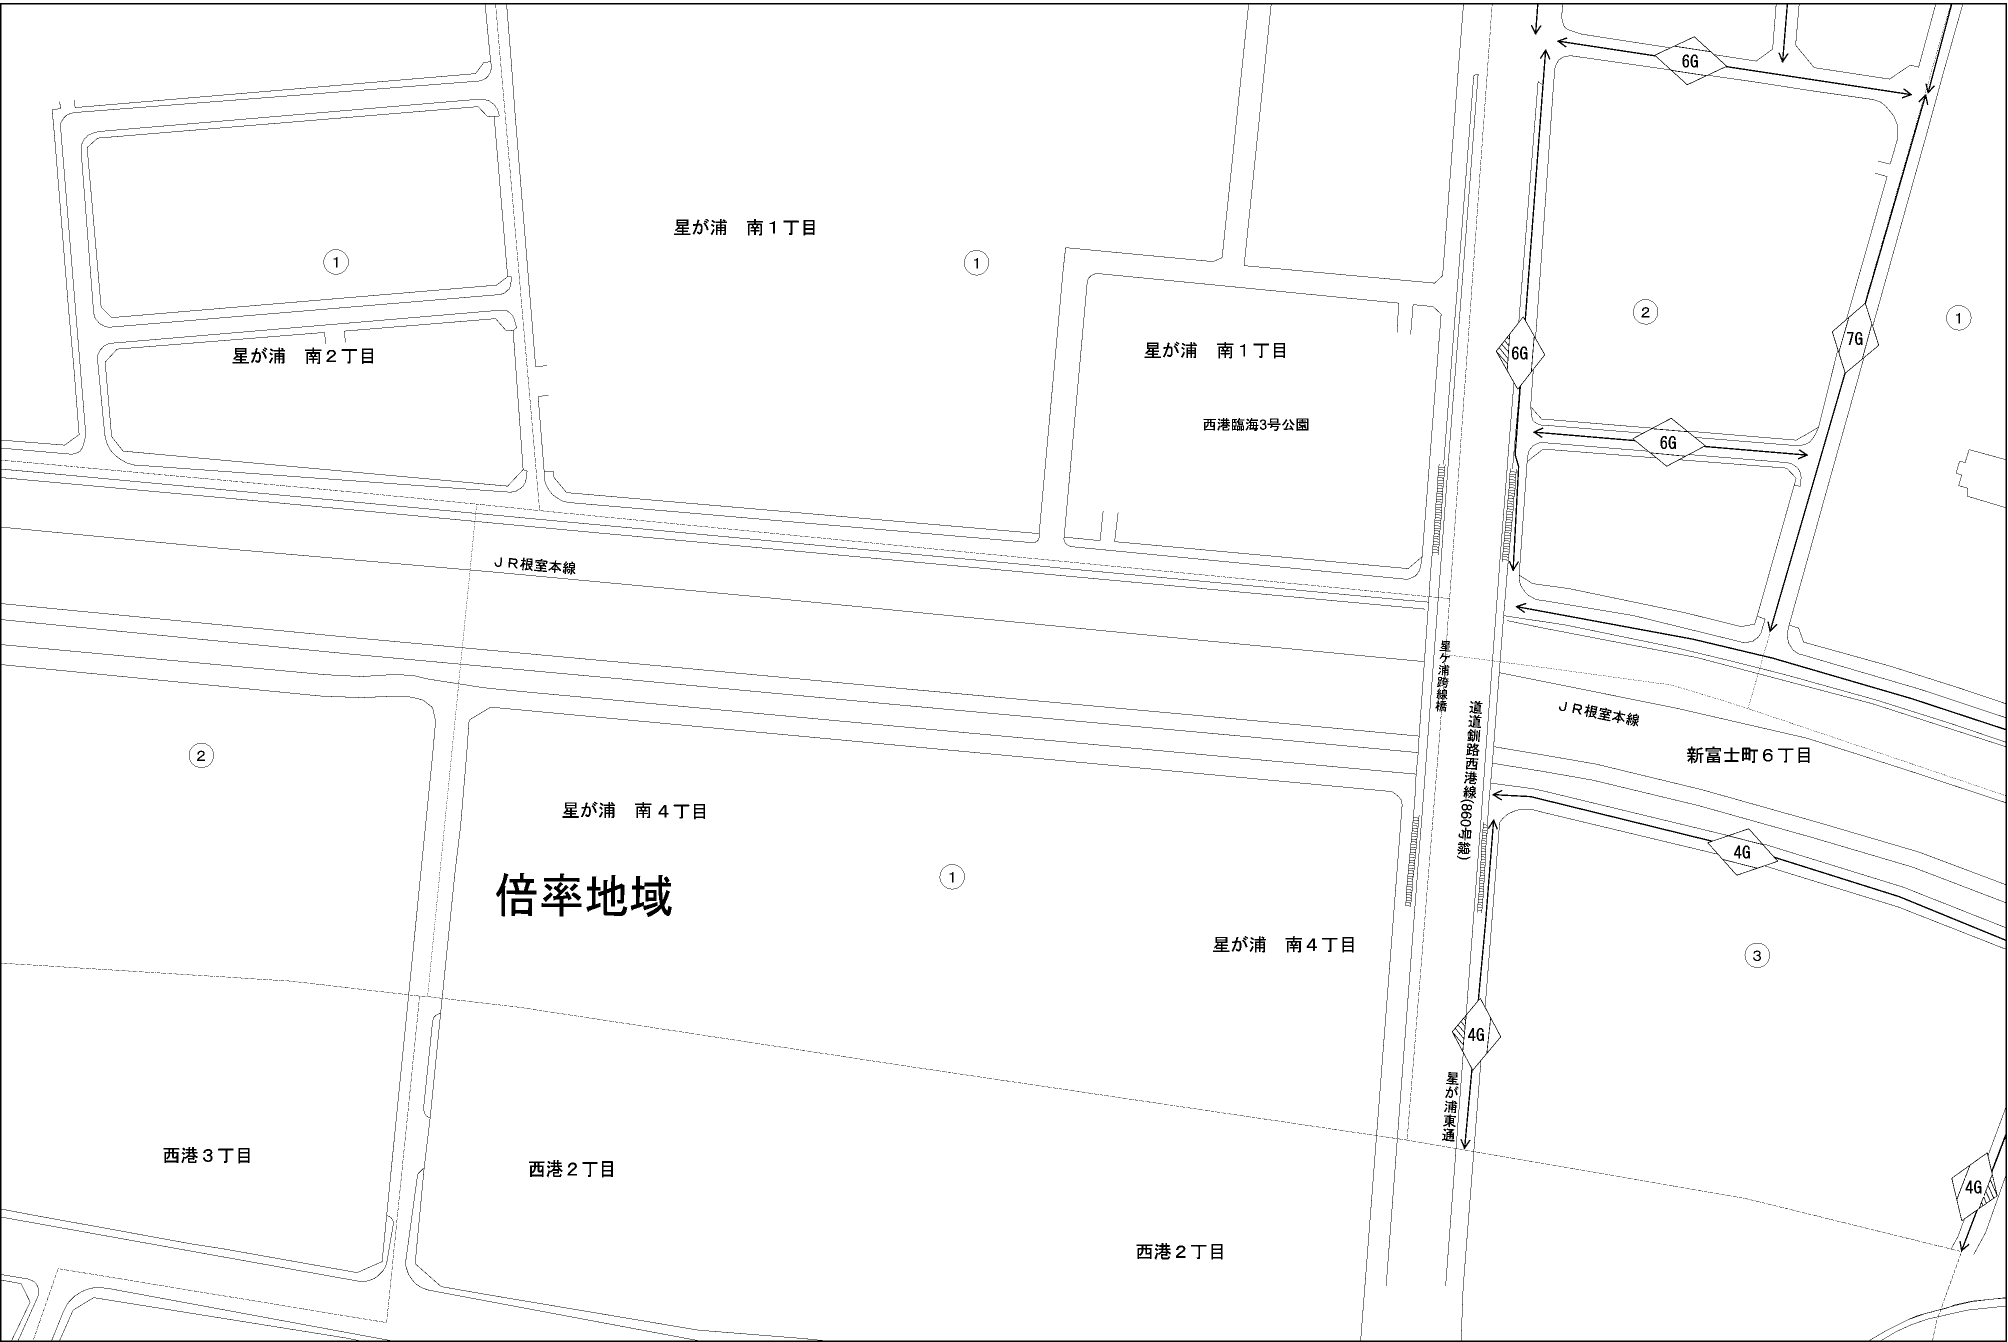 6G
星が浦　南１丁目
①
①
②
①
7G
6G
星が浦　南１丁目
星が浦　南２丁目
西港臨海3号公園
6G
ＪＲ根室本線
星ケ浦跨線橋
道道釧路西港線(860号線)
ＪＲ根室本線
新富士町６丁目
②
星が浦　南４丁目
4G
倍率地域
①
星が浦　南４丁目
③
4G
星が浦東通
西港３丁目
西港２丁目
4G
西港２丁目